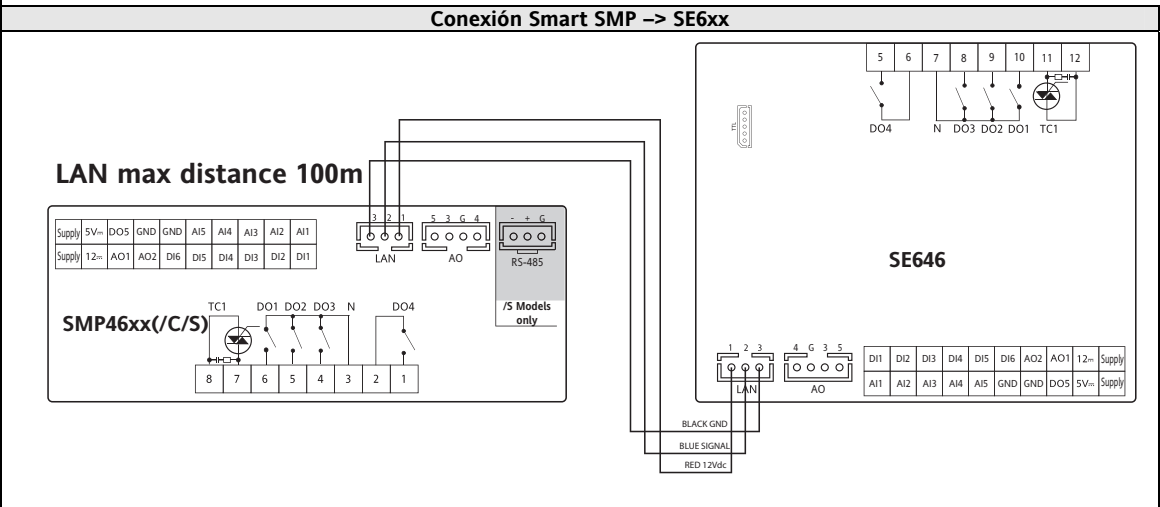 Conexión Smart SMP –> SE6xx
5 6 7 8 9 10 11 12
DO4 N DO3 DO2 DO1 TC1
TTL
LAN max distance 100m
3 2 1 5 3 G 4 - + G
LAN AO RS-485
Supply 5V⎓ DO5 GND GND AI5 AI4 AI3 AI2 AI1
Supply 12⎓ AO1 AO2 DI6 DI5 DI4 DI3 DI2 DI1
/S Models
only
SMP46xx(/C/S)
TC1 DO1 DO2 DO3 N DO4
8 7 6 5 4 3 2 1
SE646
1 2 3 4 G 3 5
LAN AO
DI1 DI2 DI3 DI4 DI5 DI6 AO2 AO1 12⎓ Supply
AI1 AI2 AI3 AI4 AI5 GND GND DO5 5V⎓ Supply
BLACK GND
BLUE SIGNAL
RED 12Vdc